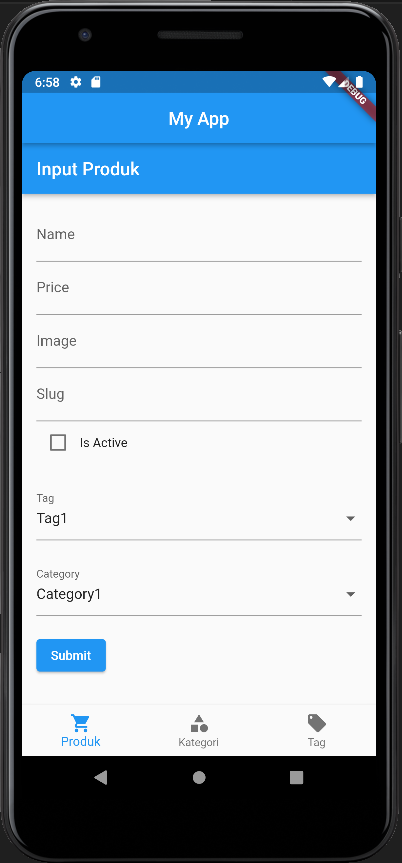 6:58
DEBUG
My App
Input Produk
Name
Price
Image
Slug
Is Active
Tag
Tag1
Category
Category1
Submit
Produk
Kategori
Tag